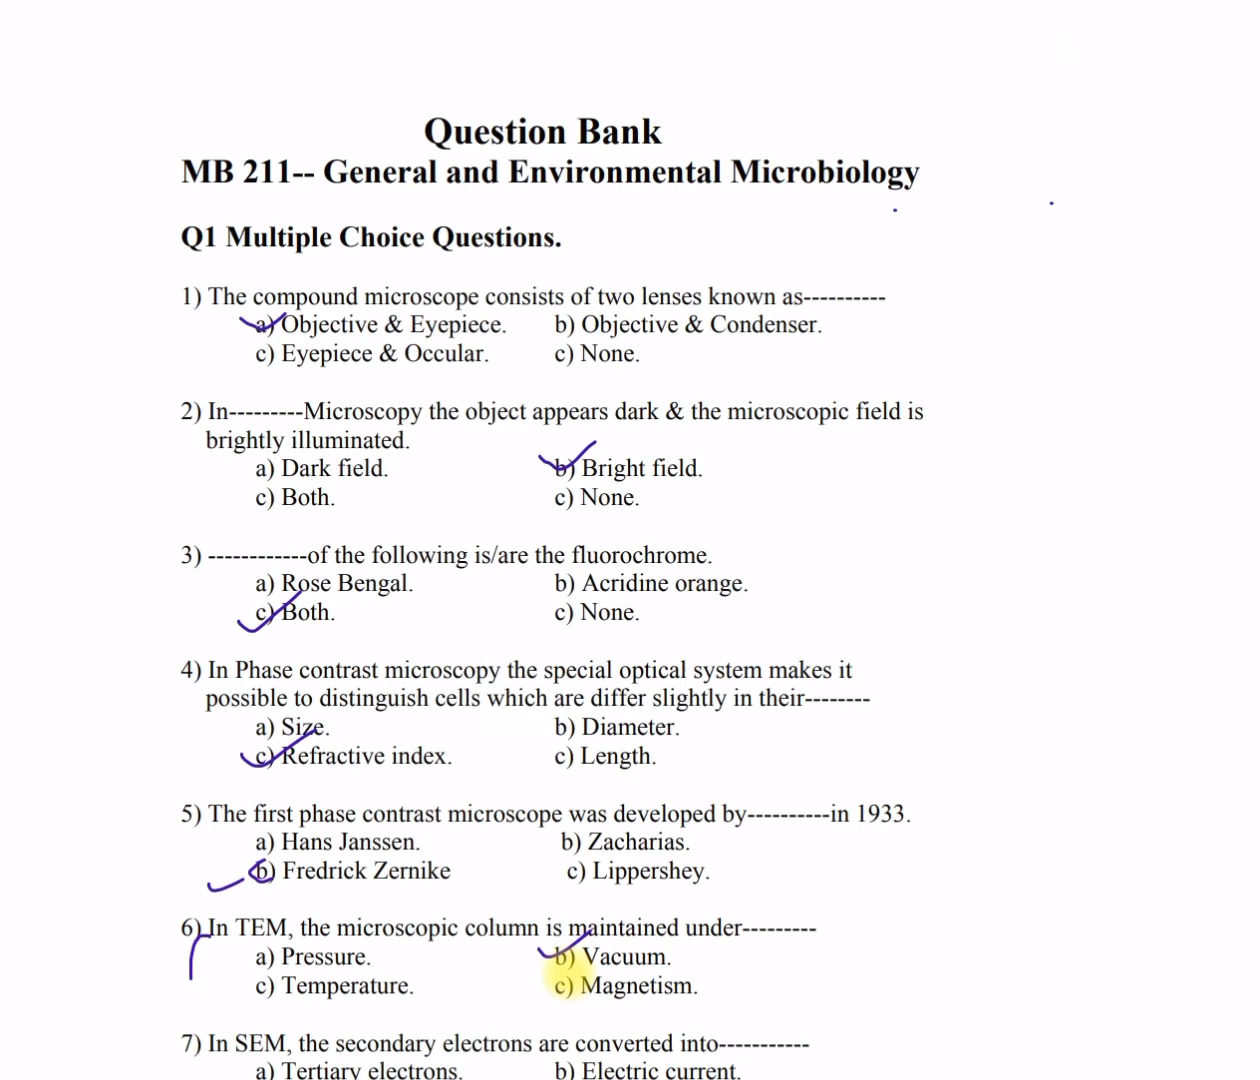 Question Bank
MB 211-- General and Environmental Microbiology
Q1 Multiple Choice Questions.
1) The compound microscope consists of two lenses known as----------
a) Objective & Eyepiece. b) Objective & Condenser.
c) Eyepiece & Occular. c) None.
2) In---------Microscopy the object appears dark & the microscopic field is
brightly illuminated.
a) Dark field. b) Bright field.
c) Both. c) None.
3) ------------of the following is/are the fluorochrome.
a) Rose Bengal. b) Acridine orange.
c) Both. c) None.
4) In Phase contrast microscopy the special optical system makes it
possible to distinguish cells which are differ slightly in their--------
a) Size. b) Diameter.
c) Refractive index. c) Length.
5) The first phase contrast microscope was developed by----------in 1933.
a) Hans Janssen. b) Zacharias.
b) Fredrick Zernike c) Lippershey.
6) In TEM, the microscopic column is maintained under---------
a) Pressure. b) Vacuum.
c) Temperature. c) Magnetism.
7) In SEM, the secondary electrons are converted into-----------
a) Tertiary electrons. b) Electric current.